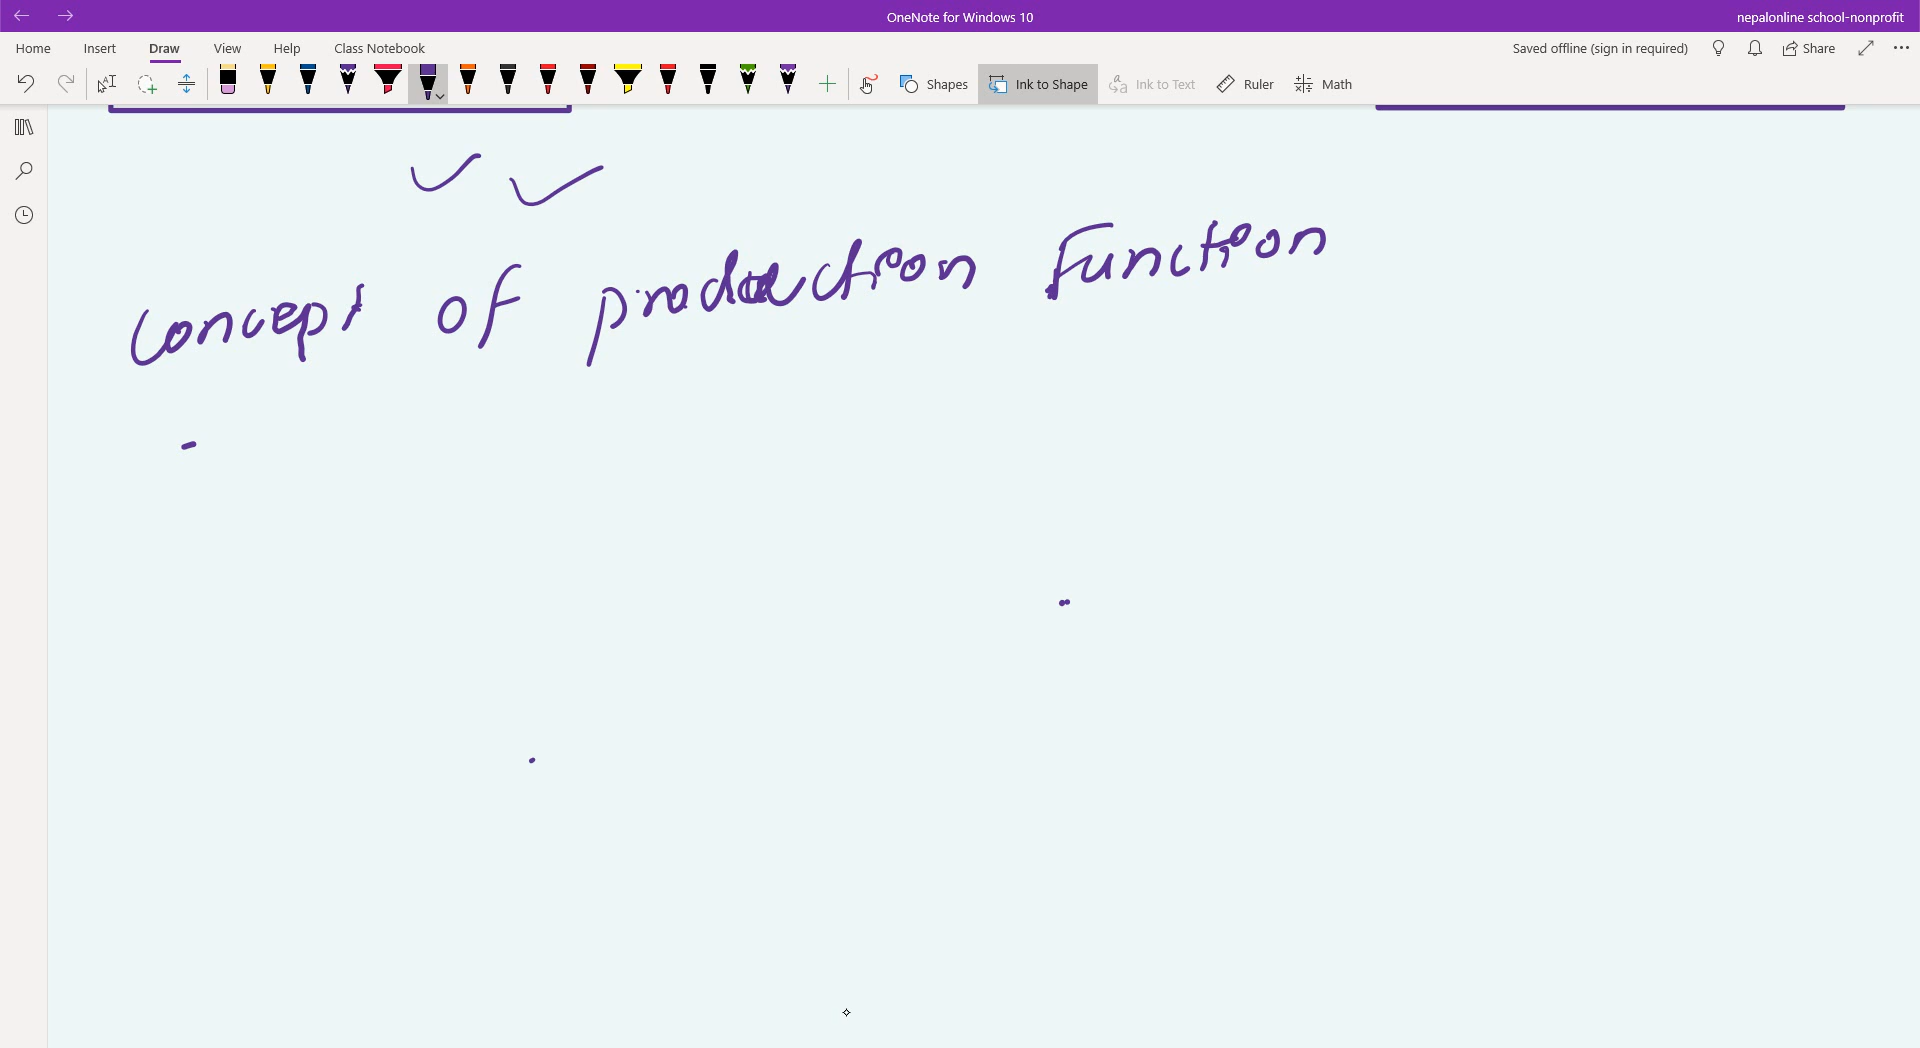 OneNote for Windows 10
nepalonline school-nonprofit
Home Insert Draw View Help Class Notebook
Saved offline (sign in required) Share
Shapes Ink to Shape Ink to Text Ruler Math
Concept of production Function
-